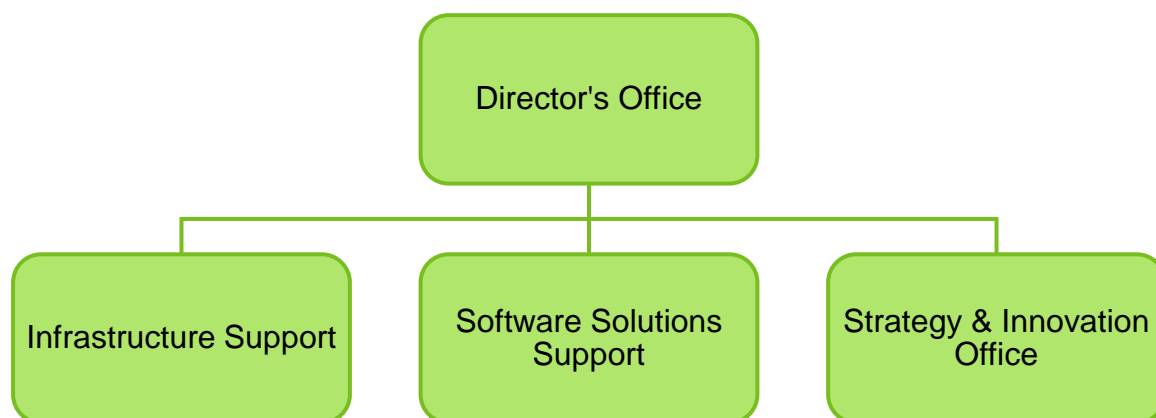 Director's Office
Infrastructure Support
Software Solutions
Support
Strategy & Innovation
Office